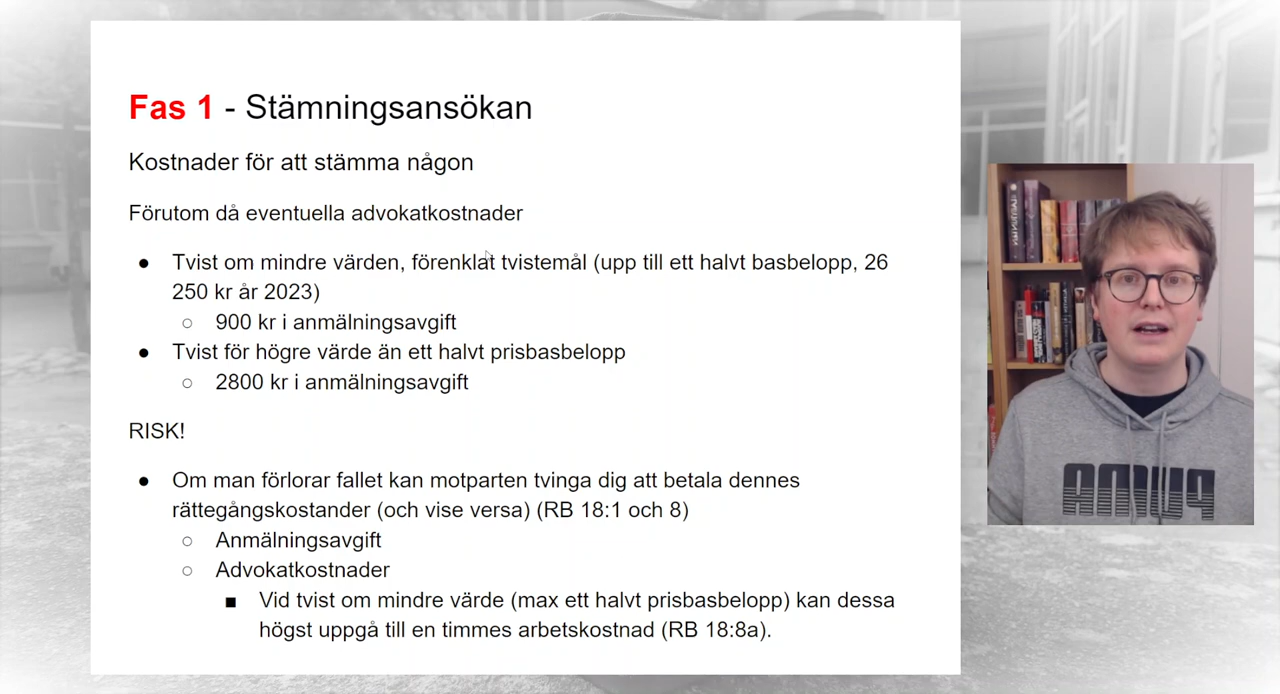 Fas 1 - Stämningsansökan
Kostnader för att stämma någon
Förutom då eventuella advokatkostnader
● Tvist om mindre värden, förenklat tvistemål (upp till ett halvt basbelopp, 26
250 kr år 2023)
○ 900 kr i anmälningsavgift
● Tvist för högre värde än ett halvt prisbasbelopp
○ 2800 kr i anmälningsavgift
RISK!
● Om man förlorar fallet kan motparten tvinga dig att betala dennes
rättegångskostander (och vise versa) (RB 18:1 och 8)
○ Anmälningsavgift
○ Advokatkostnader
■ Vid tvist om mindre värde (max ett halvt prisbasbelopp) kan dessa
högst uppgå till en timmes arbetskostnad (RB 18:8a).